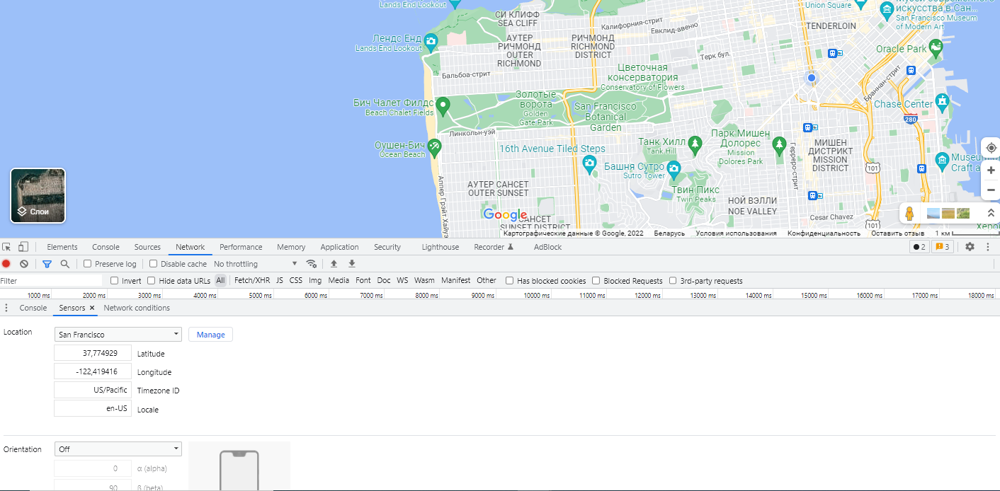 Lands End Lookout
Union Square
Музей современного
искусства в Сан...
San Francisco Museum
of Modern Art
СИ КЛИФФ
SEA CLIFF
Калифорния-стрит
Евклид-авеню
TENDERLOIN
Лендс Енд
Lands End Lookout
АУТЕР
РИЧМОНД
OUTER
RICHMOND
РИЧМОНД
RICHMOND
DISTRICT
Терк бул.
Oracle Park
Бальбоа-стрит
Цветочная
консерватория
Conservatory of Flowers
Браннан-стрит
Бич Чалет Филдс
Beach Chalet Fields
Золотые
ворота
Golden
Gate Park
San Francisco
Botanical
Garden
Chase Center
280
Линкольн-уэй
Оушен-Бич
Ocean Beach
16th Avenue Tiled Steps
Танк Хилл
Tank Hill
Парк Мишен
Долорес
Mission
Dolores Park
Герреро-стрит
МИШЕН
ДИСТРИКТ
MISSION
DISTRICT
101
Museum
Craft a
Башня Сутро
Sutro Tower
Аппер Грэйт Хайуэ
АУТЕР САНСЕТ
OUTER SUNSET
Твин Пикс
Twin Peaks
НОЙ ВЭЛЛИ
NOE VALLEY
Cesar Chavez
101
Слои
Google
САНСЕТ
SUNSET DISTRICT
Картографические данные © Google, 2022
Беларусь
Условия использования
Конфиденциальность
Оставить отзыв
1 км
Elements Console Sources Network Performance Memory Application Security Lighthouse Recorder AdBlock 2 3
Preserve log Disable cache No throttling
Filter Invert Hide data URLs All Fetch/XHR JS CSS Img Media Font Doc WS Wasm Manifest Other Has blocked cookies Blocked Requests 3rd-party requests
1000 ms 2000 ms 3000 ms 4000 ms 5000 ms 6000 ms 7000 ms 8000 ms 9000 ms 10000 ms 11000 ms 12000 ms 13000 ms 14000 ms 15000 ms 16000 ms 17000 ms 18000 ms
Console Sensors × Network conditions
Location San Francisco Manage
37,774929 Latitude
-122,419416 Longitude
US/Pacific Timezone ID
en-US Locale
Orientation Off
0 α (alpha)
90 β (beta)